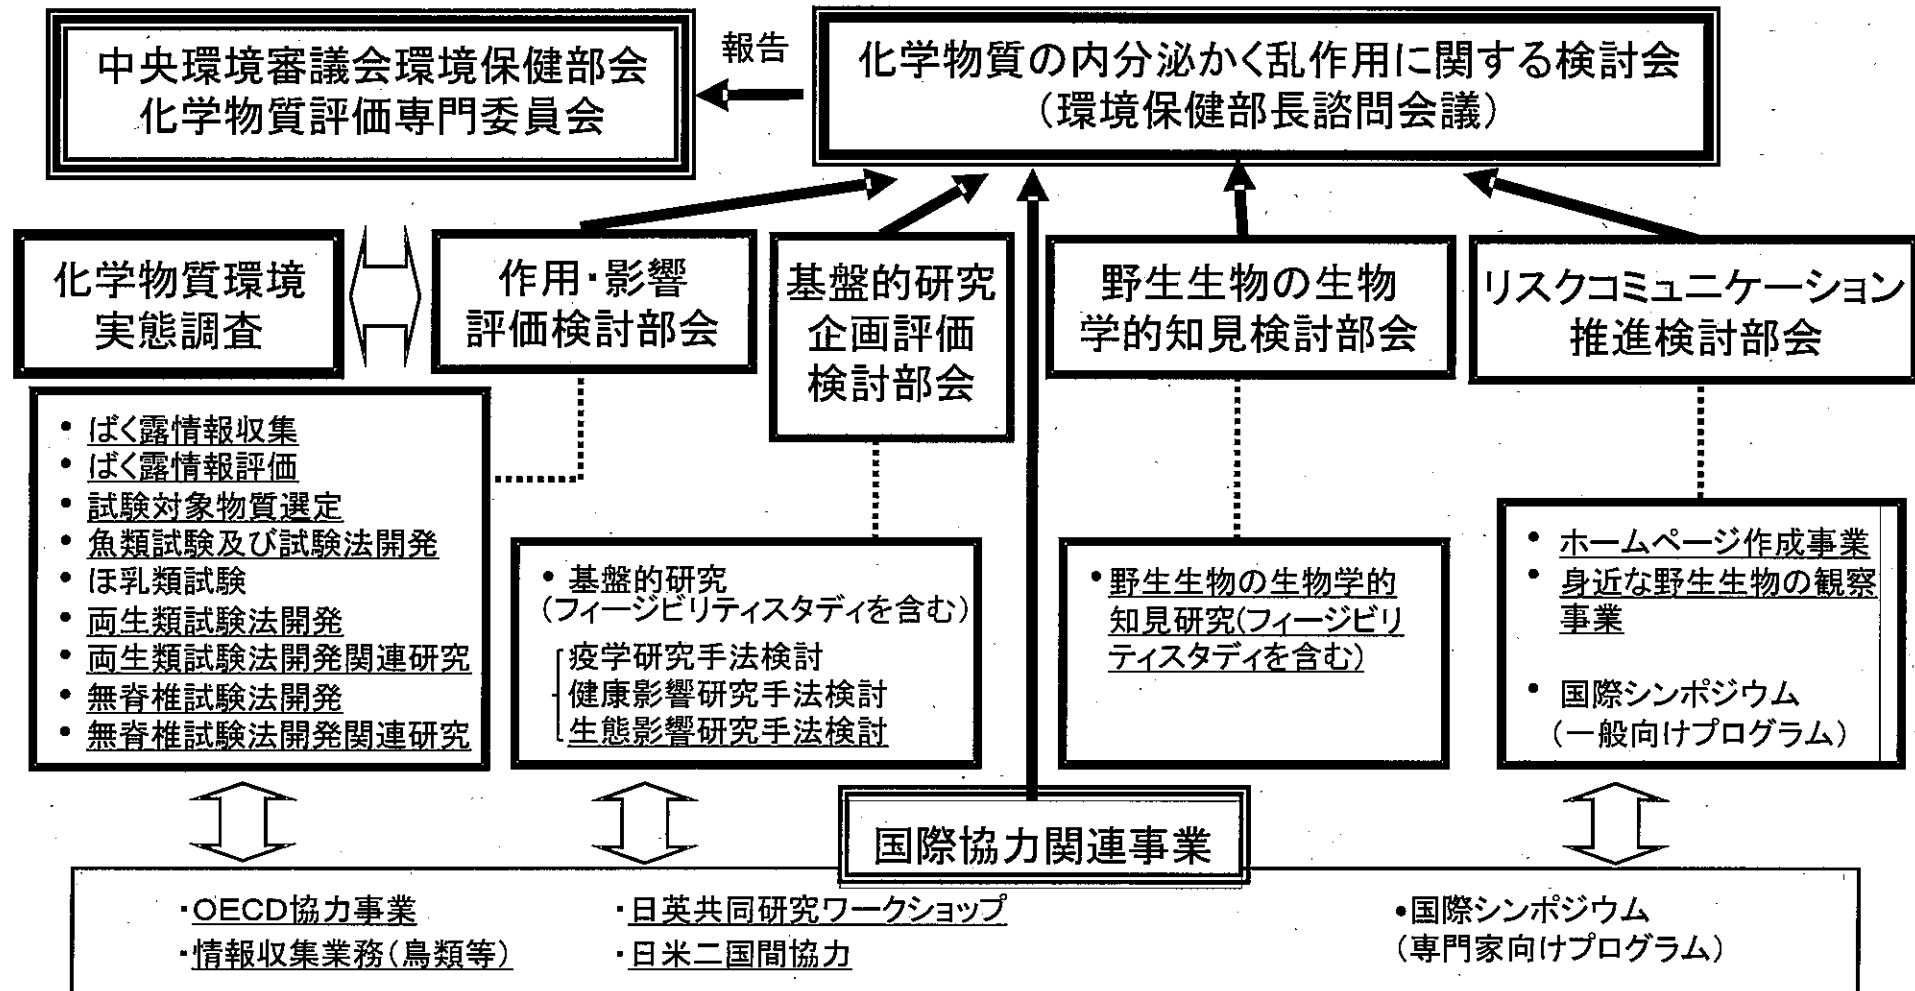 中央環境審議会環境保健部会
化学物質評価専門委員会
報告
化学物質の内分泌かく乱作用に関する検討会
(環境保健部長諮問会議)
化学物質環境
実態調査
作用・影響
評価検討部会
基盤的研究
企画評価
検討部会
野生生物の生物
学的知見検討部会
リスクコミュニケーション
推進検討部会
• ばく露情報収集
• ばく露情報評価
• 試験対象物質選定
• 魚類試験及び試験法開発
• ほ乳類試験
• 両生類試験法開発
• 両生類試験法開発関連研究
• 無脊椎試験法開発
• 無脊椎試験法開発関連研究
• 基盤的研究
(フィージビリティスタディを含む)
疫学研究手法検討
健康影響研究手法検討
生態影響研究手法検討
• 野生生物の生物学的
知見研究(フィージビリ
ティスタディを含む)
• ホームページ作成事業
• 身近な野生生物の観察
事業
• 国際シンポジウム
(一般向けプログラム)
国際協力関連事業
・OECD協力事業
・情報収集業務(鳥類等)
・日英共同研究ワークショップ
・日米二国間協力
•国際シンポジウム
(専門家向けプログラム)